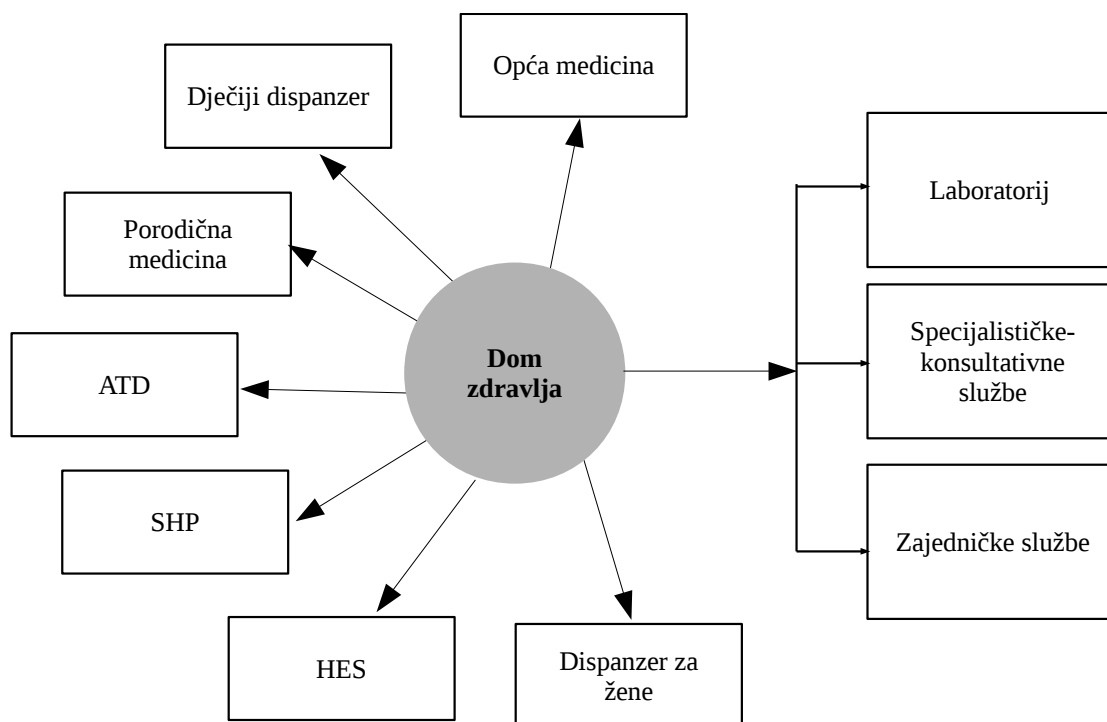 Opća medicina
Dječiji dispanzer
Porodična
medicina
ATD
SHP
HES
Dispanzer za
žene
Dom
zdravlja
Laboratorij
Specijalističke-
konsultativne
službe
Zajedničke službe